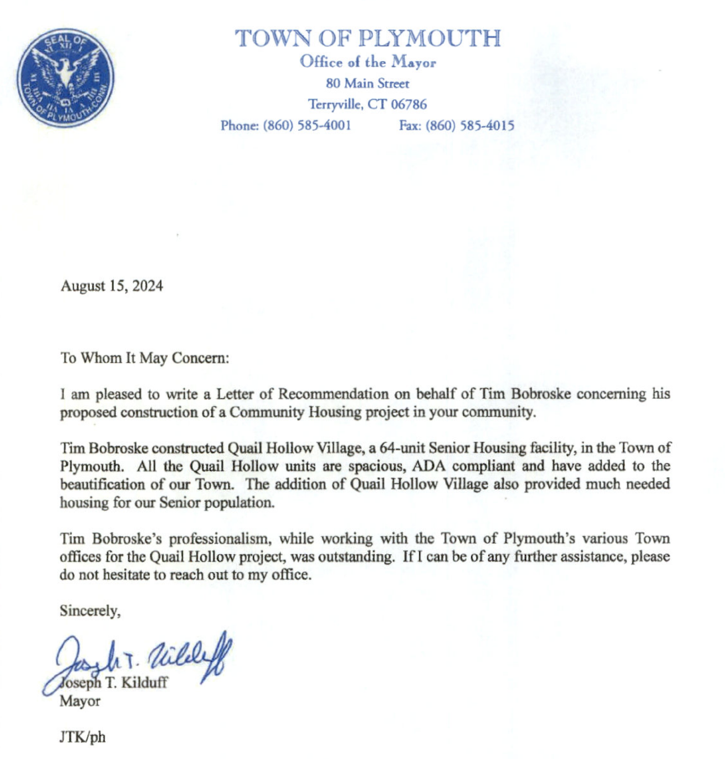 SEAL OF
TOWN OF PLYMOUTH CONN.
TOWN OF PLYMOUTH
Office of the Mayor
80 Main Street
Terryville, CT 06786
Phone: (860) 585-4001 Fax: (860) 585-4015
August 15, 2024
To Whom It May Concern:
I am pleased to write a Letter of Recommendation on behalf of Tim Bobroske concerning his
proposed construction of a Community Housing project in your community.
Tim Bobroske constructed Quail Hollow Village, a 64-unit Senior Housing facility, in the Town of
Plymouth. All the Quail Hollow units are spacious, ADA compliant and have added to the
beautification of our Town. The addition of Quail Hollow Village also provided much needed
housing for our Senior population.
Tim Bobroske's professionalism, while working with the Town of Plymouth's various Town
offices for the Quail Hollow project, was outstanding. If I can be of any further assistance, please
do not hesitate to reach out to my office.
Sincerely,
Joseph T. Kilduff
Joseph T. Kilduff
Mayor
JTK/ph